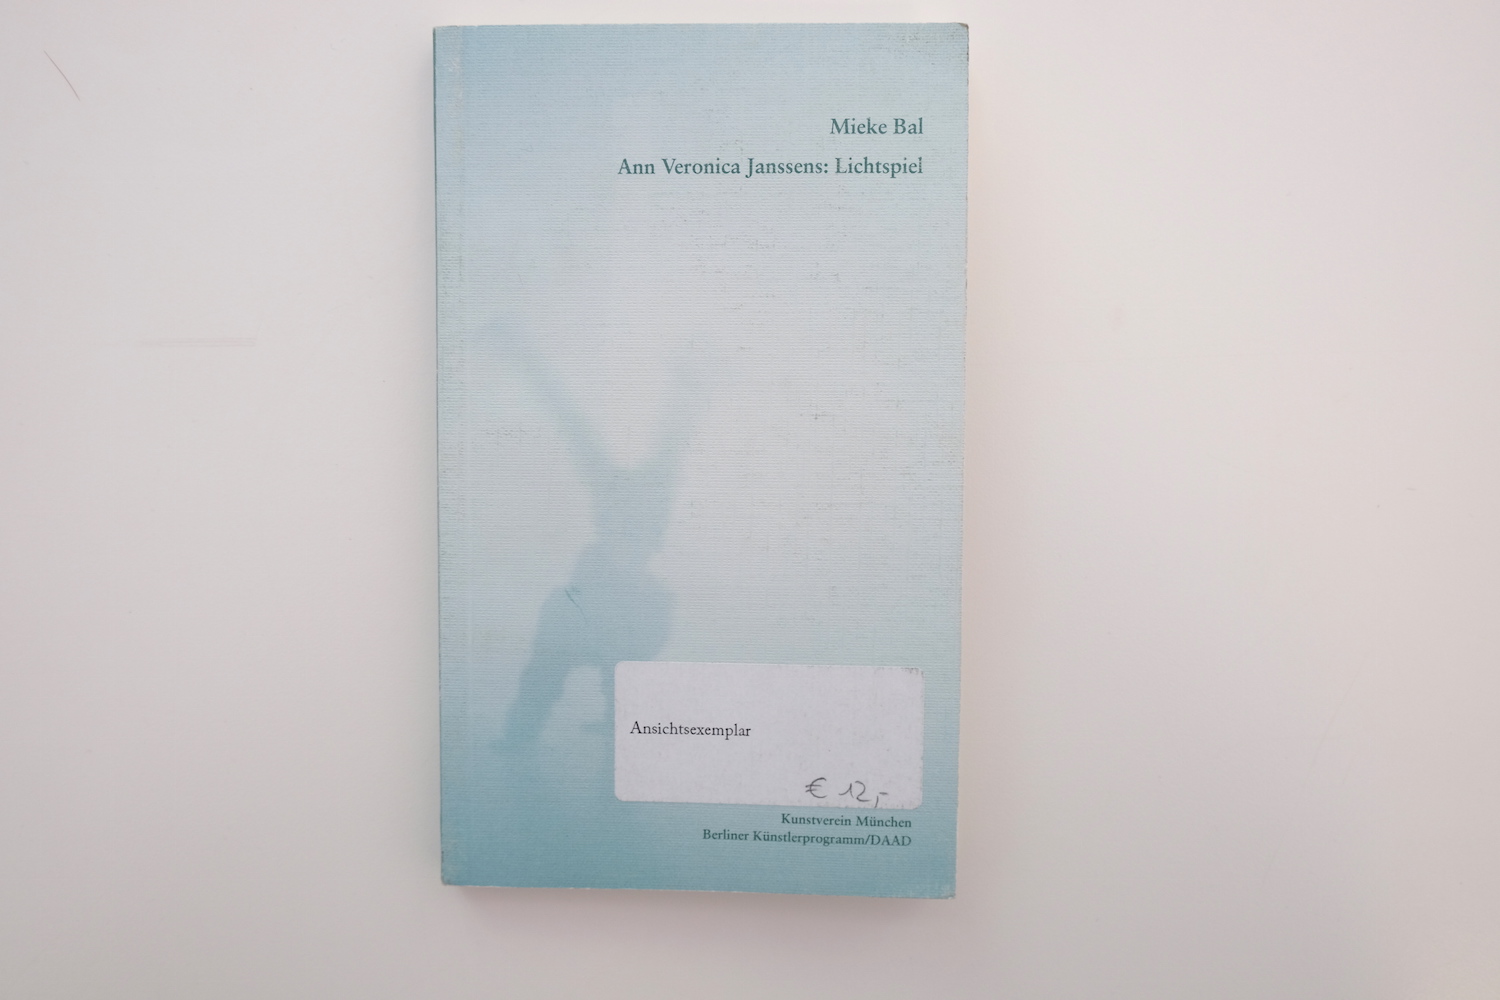 Mieke Bal
Ann Veronica Janssens: Lichtspiel
Ansichtsexemplar
€ 12,-
Kunstverein München
Berliner Künstlerprogramm/DAAD